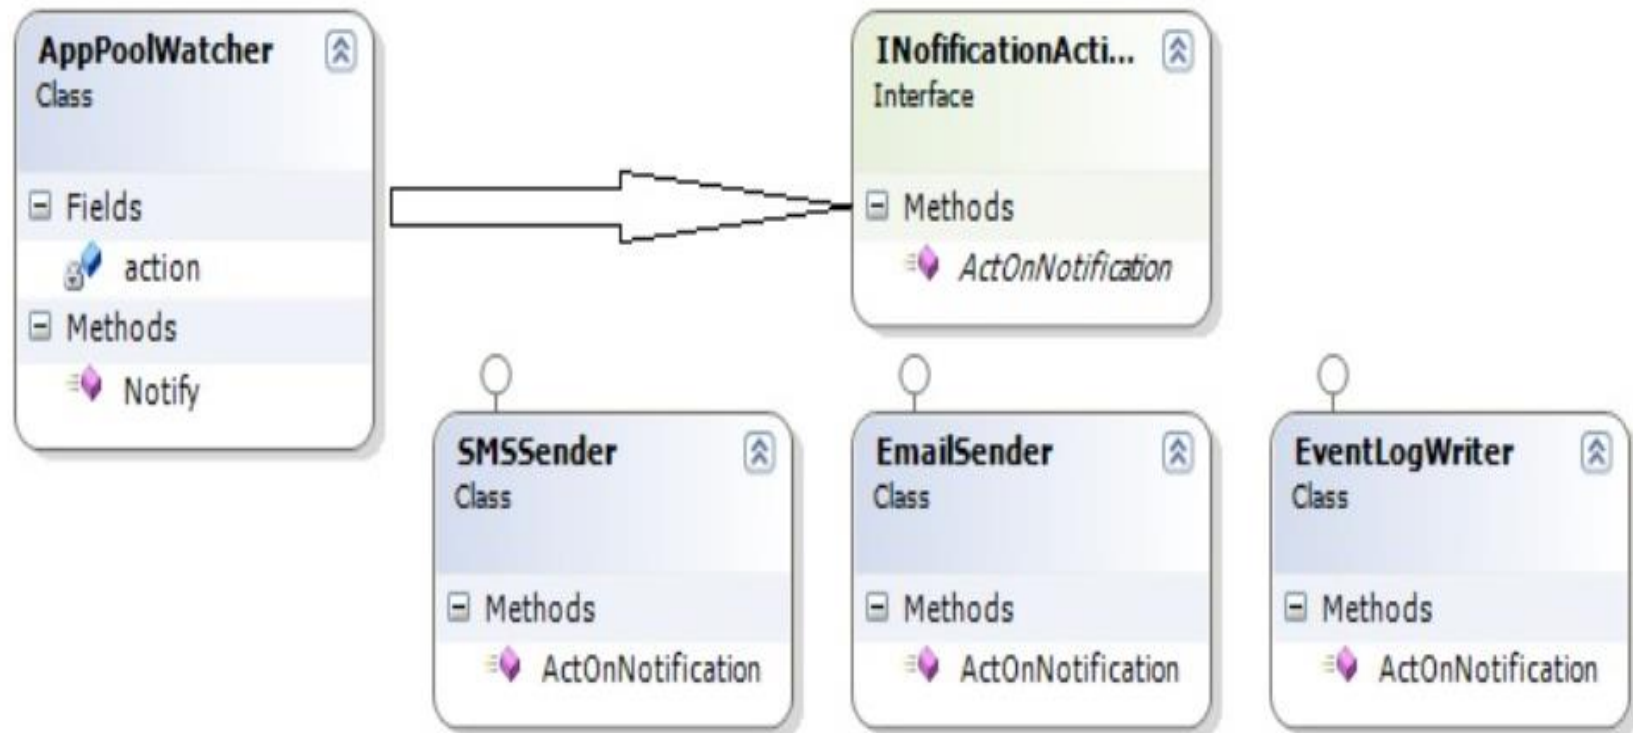 AppPoolWatcher
Class
Fields
action
Methods
Notify
INofificationActi...
Interface
Methods
ActOnNotification
SMSSender
Class
Methods
ActOnNotification
EmailSender
Class
Methods
ActOnNotification
EventLogWriter
Class
Methods
ActOnNotification